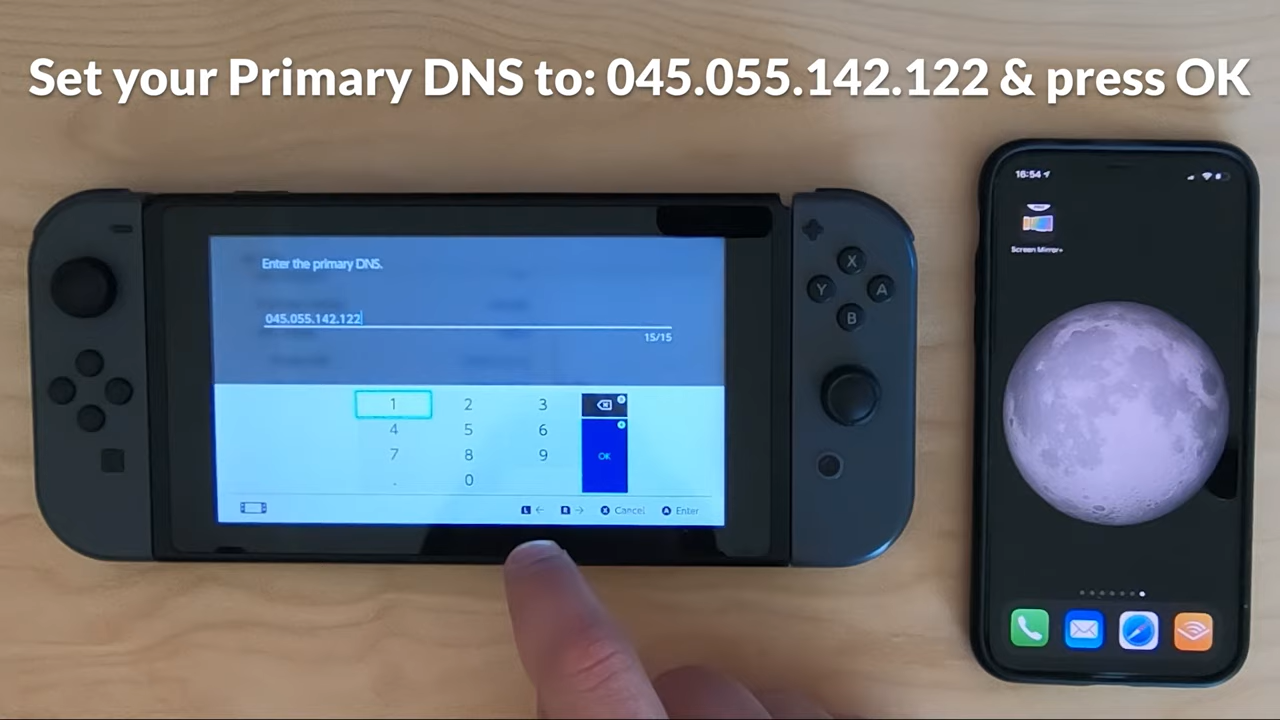 Set your Primary DNS to: 045.055.142.122 & press OK
16:54
Screen Mirror+
Enter the primary DNS.
045.055.142.122
15/15
1 2 3
4 5 6
7 8 9
. 0
OK
L ← R → X Cancel A Enter
X
Y A
B